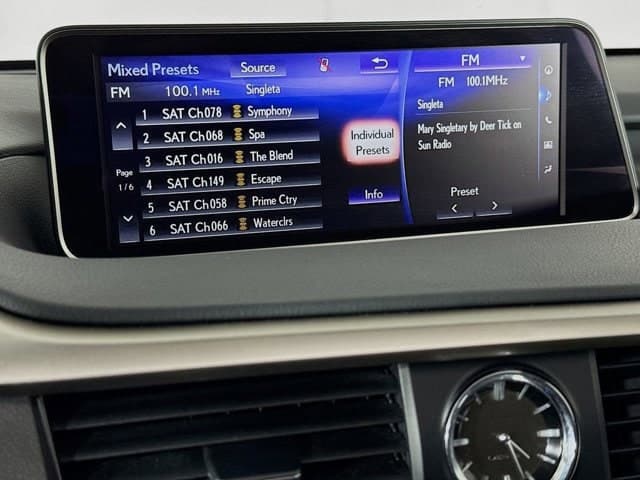 Mixed Presets Source
FM 100.1 MHz Singleta
1 SAT Ch078 Symphony
2 SAT Ch068 Spa
3 SAT Ch016 The Blend
4 SAT Ch149 Escape
5 SAT Ch058 Prime Ctry
6 SAT Ch066 Waterclrs
Page
1/6
Individual
Presets
Info
FM
FM 100.1MHz
Singleta
Mary Singletary by Deer Tick on
Sun Radio
Preset